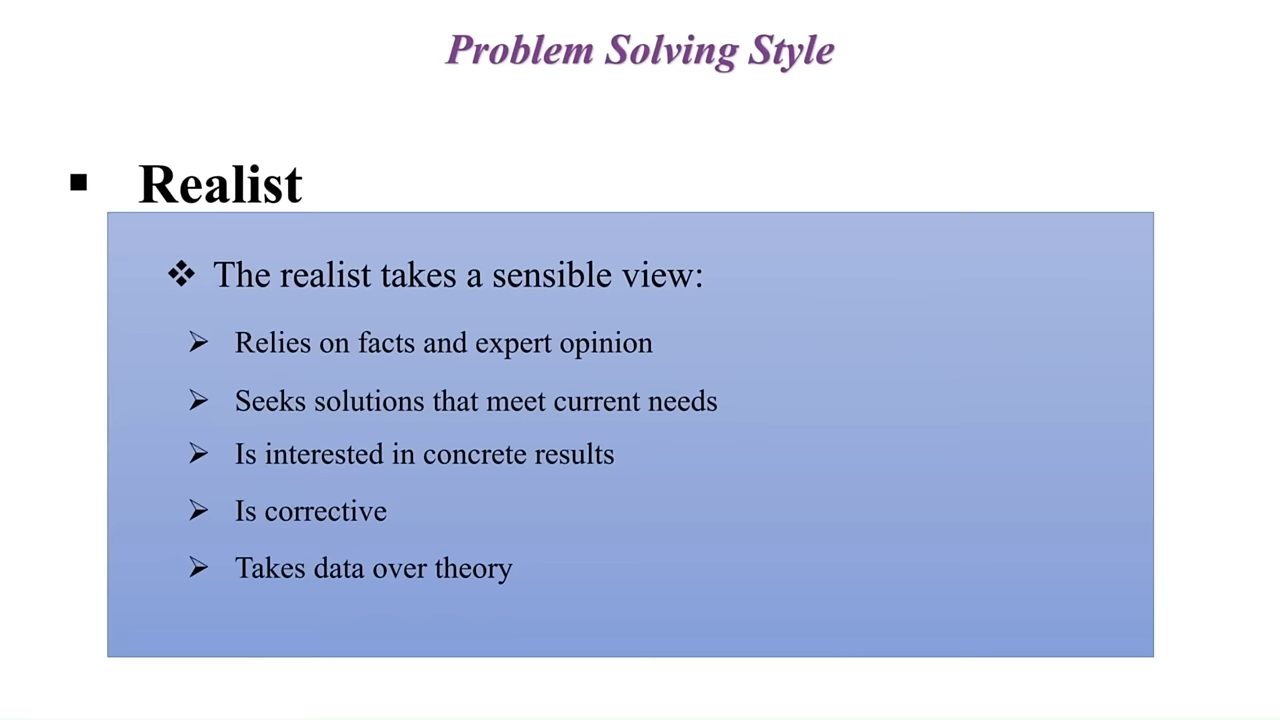 Problem Solving Style
▪ Realist
❖ The realist takes a sensible view:
➢ Relies on facts and expert opinion
➢ Seeks solutions that meet current needs
➢ Is interested in concrete results
➢ Is corrective
➢ Takes data over theory